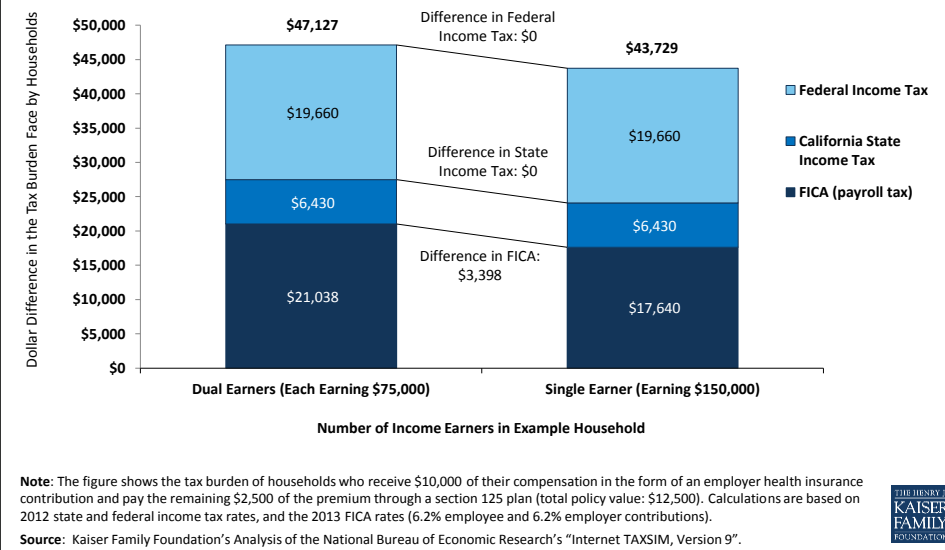 Dollar Difference in the Tax Burden Face by Households
$50,000
$45,000
$40,000
$35,000
$30,000
$25,000
$20,000
$15,000
$10,000
$5,000
$0
$47,127
Difference in Federal
Income Tax: $0
$43,729
$19,660
$19,660
Difference in State
Income Tax: $0
$6,430
$6,430
Difference in FICA:
$3,398
$21,038
$17,640
Federal Income Tax
California State
Income Tax
FICA (payroll tax)
Dual Earners (Each Earning $75,000)
Single Earner (Earning $150,000)
Number of Income Earners in Example Household
Note: The figure shows the tax burden of households who receive $10,000 of their compensation in the form of an employer health insurance
contribution and pay the remaining $2,500 of the premium through a section 125 plan (total policy value: $12,500). Calculations are based on
2012 state and federal income tax rates, and the 2013 FICA rates (6.2% employee and 6.2% employer contributions).
Source: Kaiser Family Foundation's Analysis of the National Bureau of Economic Research's "Internet TAXSIM, Version 9".
THE HENRY J.
KAISER
FAMILY
FOUNDATION